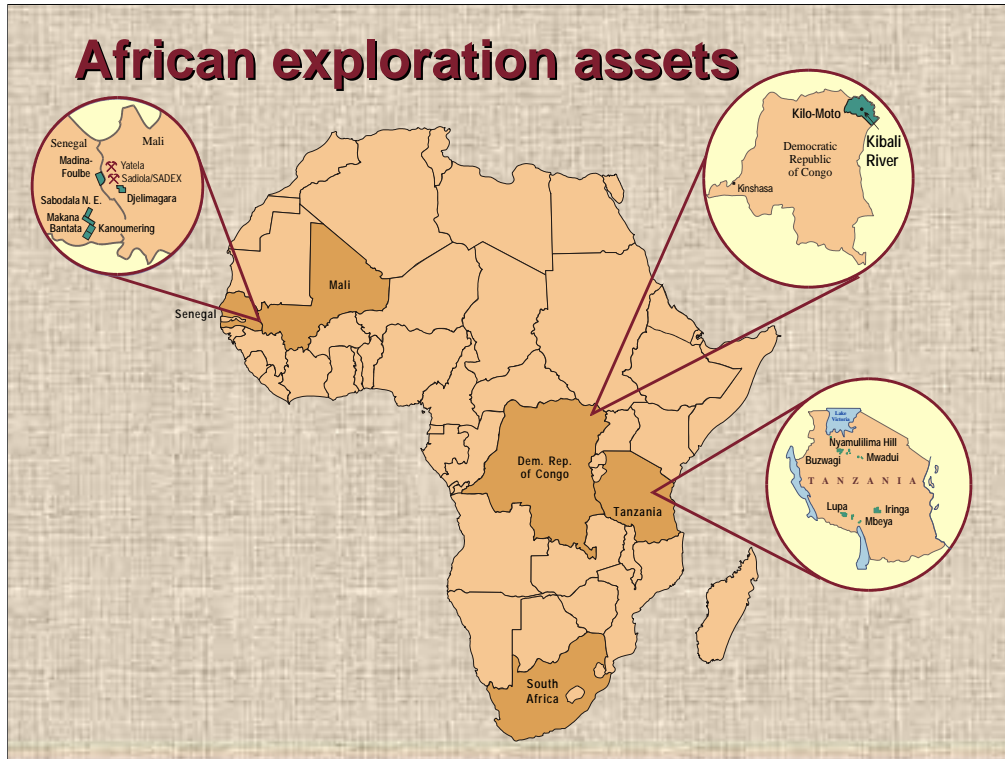 African exploration assets
Senegal
Mali
Madina-
Foulbe
Yatela
Sadiola/SADEX
Djelimagara
Sabodala N. E.
Makana
Bantata
Kanoumering
Kilo-Moto
Kibali
River
Democratic
Republic
of Congo
Kinshasa
Mali
Senegal
Dem. Rep.
of Congo
Tanzania
South
Africa
Lake
Victoria
Nyamulilima Hill
Buzwagi
Mwadui
TANZANIA
Lupa
Iringa
Mbeya